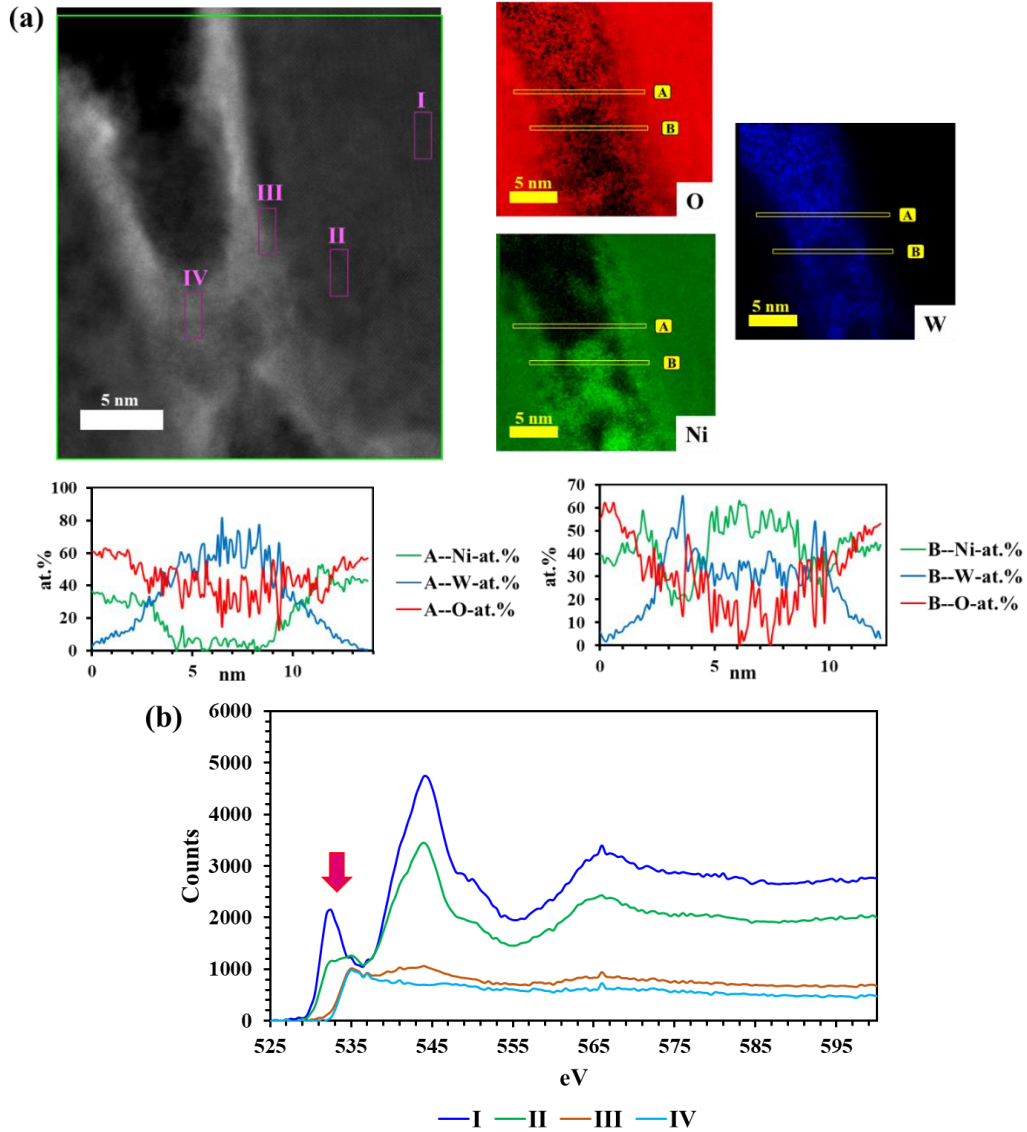 (a)
I
III
II
IV
5 nm
A
B
5 nm
O
A
B
5 nm
W
A
B
5 nm
Ni
100
80
60
40
20
0
at.%
0 5 10
nm
A--Ni-at.%
A--W-at.%
A--O-at.%
70
60
50
40
30
20
10
0
at.%
0 5 10
nm
B--Ni-at.%
B--W-at.%
B--O-at.%
(b)
6000
5000
4000
3000
2000
1000
0
Counts
525 535 545 555 565 575 585 595
eV
I II III IV